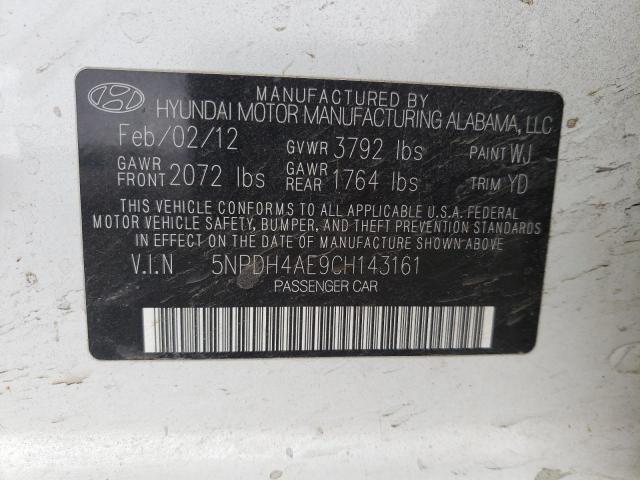 MANUFACTURED BY
HYUNDAI MOTOR MANUFACTURING ALABAMA, LLC
Feb/02/12 GVWR 3792 lbs PAINT WJ
GAWR FRONT 2072 lbs GAWR REAR 1764 lbs TRIM YD
THIS VEHICLE CONFORMS TO ALL APPLICABLE U.S.A. FEDERAL
MOTOR VEHICLE SAFETY, BUMPER, AND THEFT PREVENTION STANDARDS
IN EFFECT ON THE DATE OF MANUFACTURE SHOWN ABOVE.
V.I.N 5NPDH4AE9CH143161
PASSENGER CAR